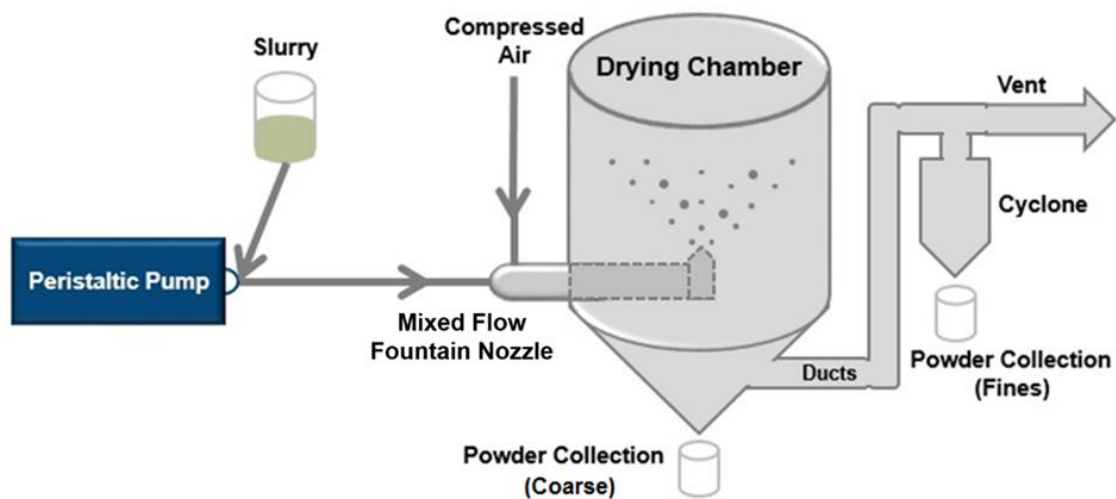 Slurry
Compressed
Air
Drying Chamber
Vent
Cyclone
Peristaltic Pump
Mixed Flow
Fountain Nozzle
Ducts
Powder Collection
(Fines)
Powder Collection
(Coarse)